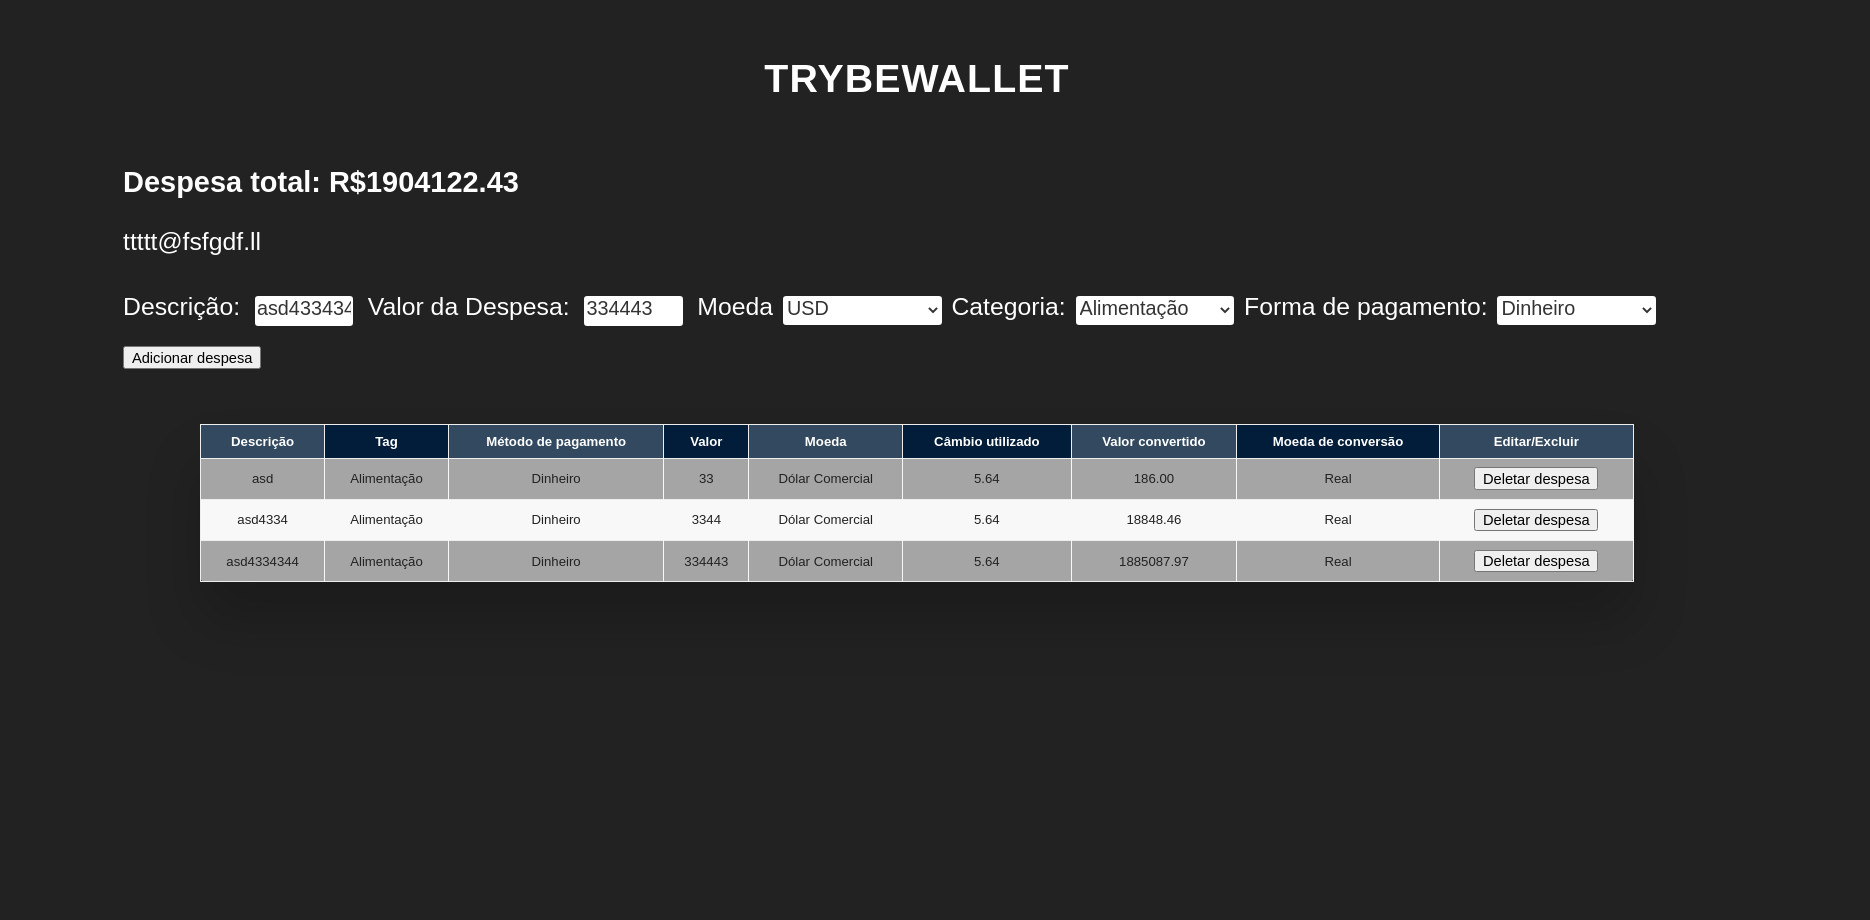 TRYBEWALLET
Despesa total: R$1904122.43
ttttt@fsfgdf.ll
Descrição: asd433434 Valor da Despesa: 334443 Moeda USD Categoria: Alimentação Forma de pagamento: Dinheiro
Adicionar despesa
Descrição Tag Método de pagamento Valor Moeda Câmbio utilizado Valor convertido Moeda de conversão Editar/Excluir
asd Alimentação Dinheiro 33 Dólar Comercial 5.64 186.00 Real Deletar despesa
asd4334 Alimentação Dinheiro 3344 Dólar Comercial 5.64 18848.46 Real Deletar despesa
asd4334344 Alimentação Dinheiro 334443 Dólar Comercial 5.64 1885087.97 Real Deletar despesa